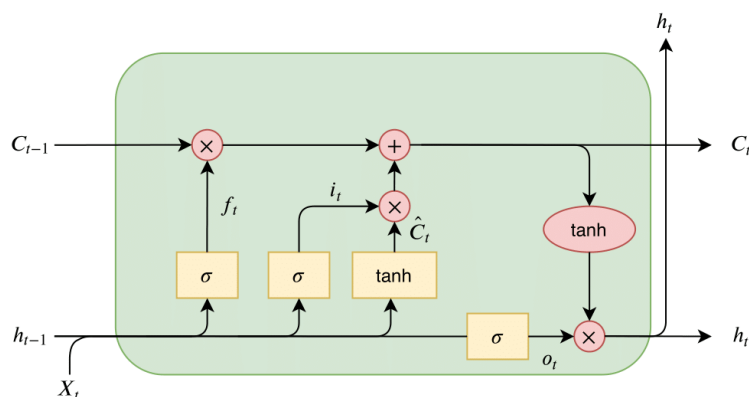 h_t
C_{t-1} × + C_t
i_t
f_t × Ĉ_t tanh
σ σ tanh
h_{t-1} σ × h_t
o_t
X_t